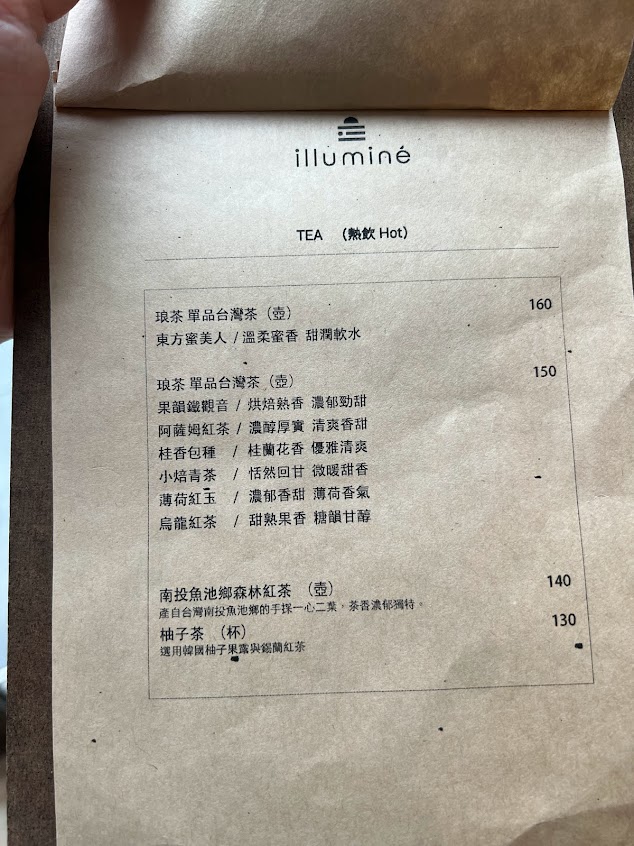 illuminé
TEA （熱飲 Hot）
琅茶 單品台灣茶（壺） 160
東方蜜美人 / 溫柔蜜香 甜潤軟水
琅茶 單品台灣茶（壺） 150
果韻鐵觀音 / 烘焙熟香 濃郁勁甜
阿薩姆紅茶 / 濃醇厚實 清爽香甜
桂香包種 / 桂蘭花香 優雅清爽
小焙青茶 / 恬然回甘 微暖甜香
薄荷紅玉 / 濃郁香甜 薄荷香氣
烏龍紅茶 / 甜熟果香 糖韻甘醇
南投魚池鄉森林紅茶 （壺） 140
產自台灣南投魚池鄉的手採一心二葉，茶香濃郁獨特。
柚子茶 （杯） 130
選用韓國柚子果露與錫蘭紅茶